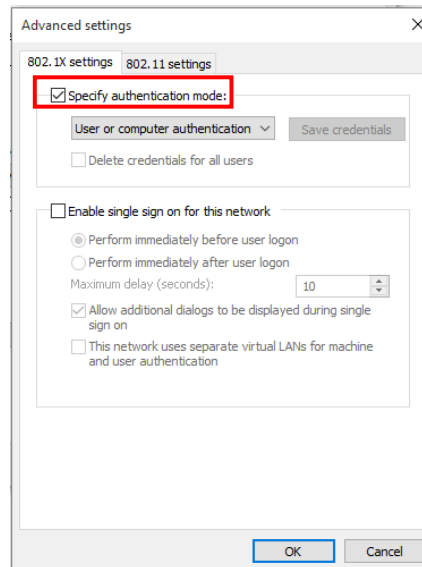 Advanced settings
802.1X settings 802.11 settings
Specify authentication mode:
User or computer authentication Save credentials
Delete credentials for all users
Enable single sign on for this network
Perform immediately before user logon
Perform immediately after user logon
Maximum delay (seconds): 10
Allow additional dialogs to be displayed during single
sign on
This network uses separate virtual LANs for machine
and user authentication
OK Cancel